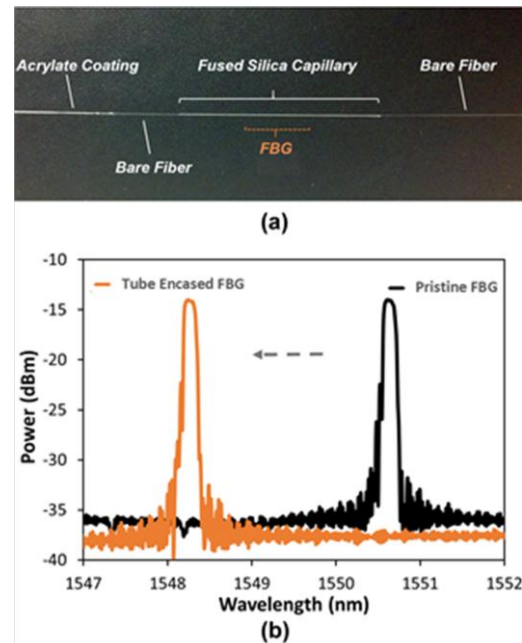 Acrylate Coating
Fused Silica Capillary
Bare Fiber
Bare Fiber
FBG
(a)
-10
Tube Encased FBG
Pristine FBG
-15
-20
-25
-30
-35
-40
Power (dBm)
1547
1548
1549
1550
1551
1552
Wavelength (nm)
(b)